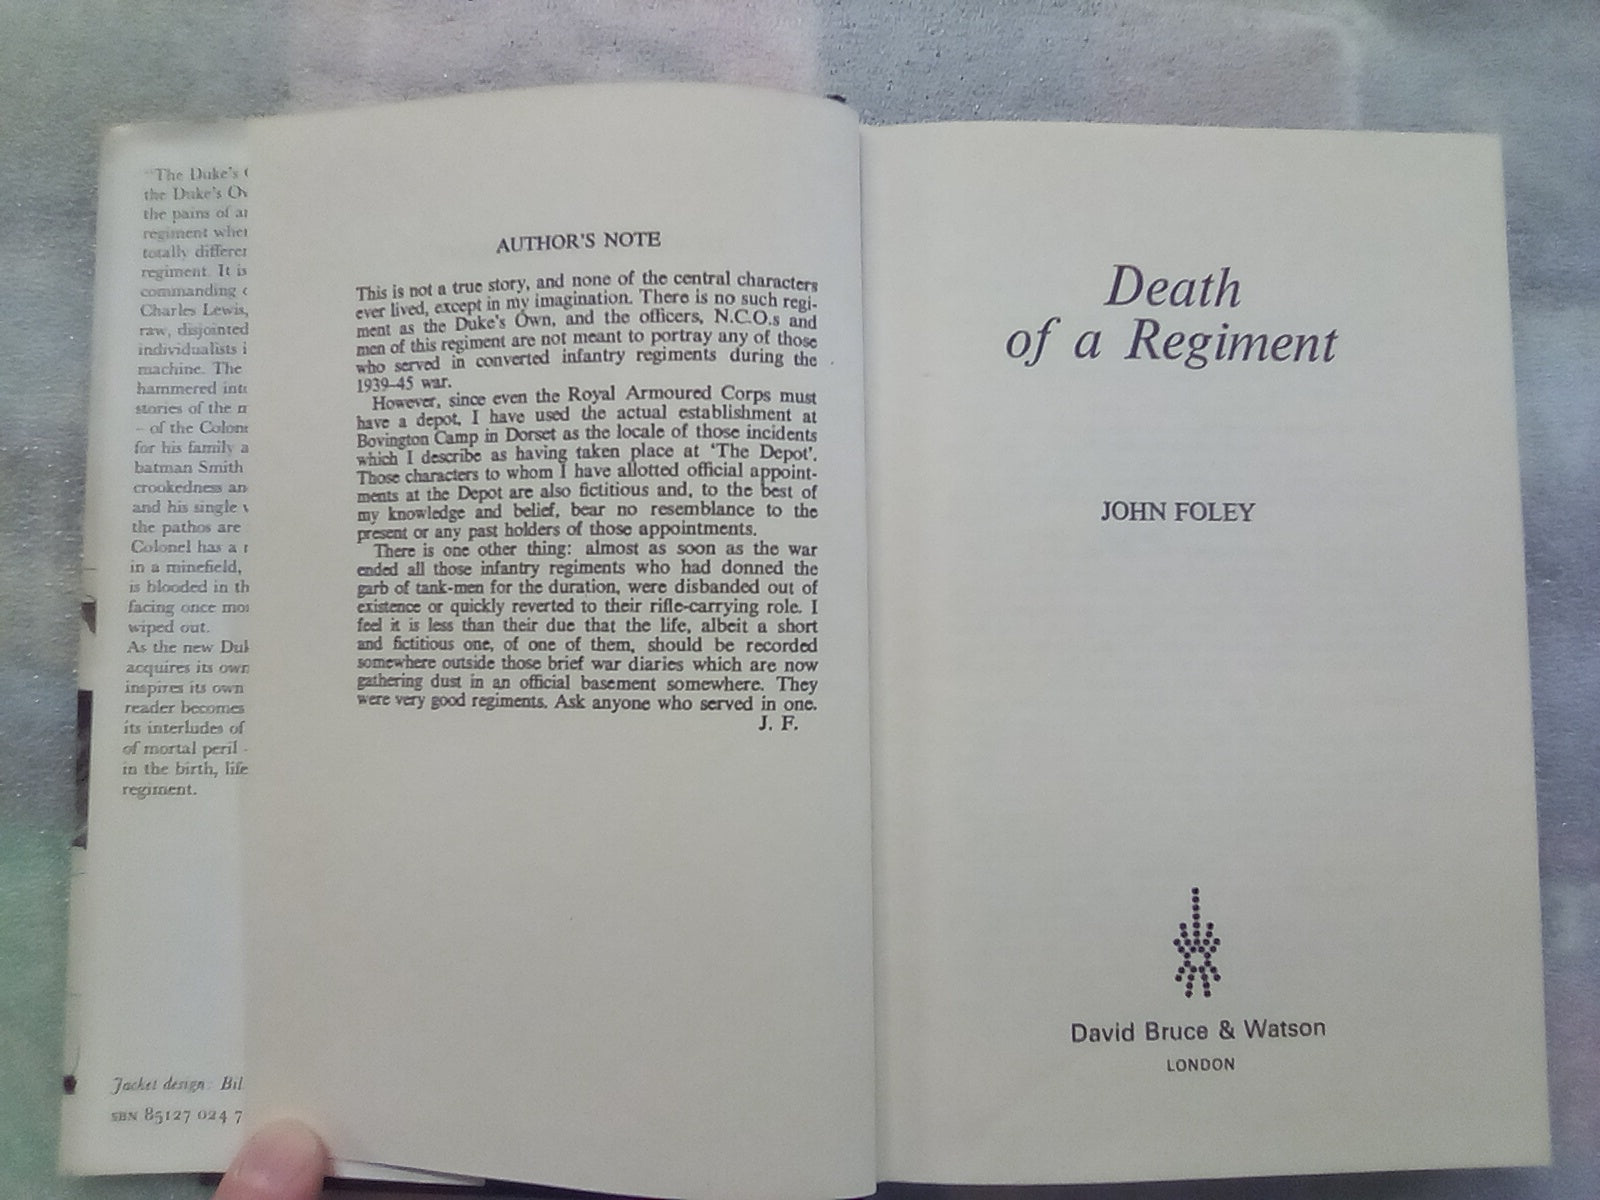 "The Duke's
the Duke's
the pains of
regiment
totally
regiment. It is
commanding
Charles Lewis,
raw, disjointed
individualists
machine. The
hammered
stories of the
– of the
for his family
batman Smith
crookedness
and his single
the pathos are
Colonel has a
in a minefield,
is blooded in
facing once
wiped out.
As the new
acquires its own
inspires its own
reader becomes
its interludes of
of mortal peril –
in the birth, life
regiment.
Jacket design: Bil
SBN 85127 024 7
AUTHOR'S NOTE
This is not a true story, and none of the central characters
ever lived, except in my imagination. There is no such regi-
ment as the Duke's Own, and the officers, N.C.O.s and
men of this regiment are not meant to portray any of those
who served in converted infantry regiments during the
1939–45 war.
However, since even the Royal Armoured Corps must
have a depot, I have used the actual establishment at
Bovington Camp in Dorset as the locale of those incidents
which I describe as having taken place at 'The Depot'.
Those characters to whom I have allotted official appoint-
ments at the Depot are also fictitious and, to the best of
my knowledge and belief, bear no resemblance to the
present or any past holders of those appointments.
There is one other thing: almost as soon as the war
ended all those infantry regiments who had donned the
garb of tank-men for the duration, were disbanded out of
existence or quickly reverted to their rifle-carrying role. I
feel it is less than their due that the life, albeit a short
and fictitious one, of one of them, should be recorded
somewhere outside those brief war diaries which are now
gathering dust in an official basement somewhere. They
were very good regiments. Ask anyone who served in one.
J. F.
Death
of a Regiment
JOHN FOLEY
David Bruce & Watson
LONDON